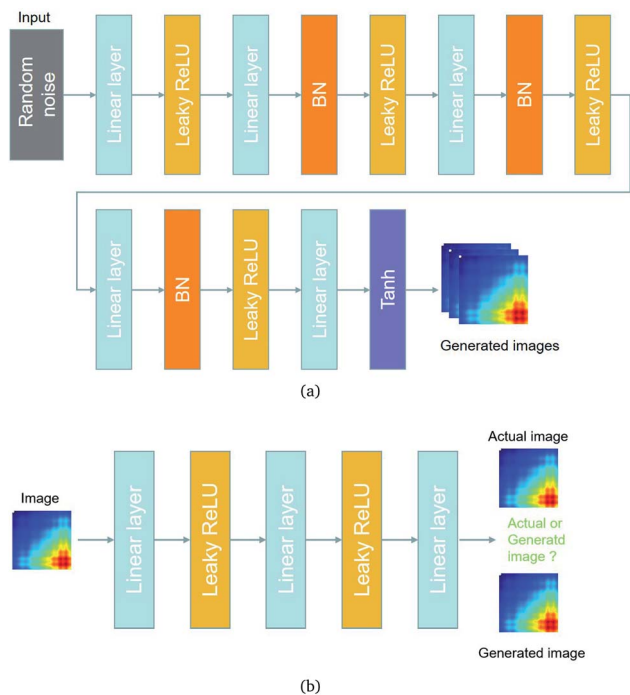 Input
Random
noise
Linear layer
Leaky ReLU
Linear layer
BN
Leaky ReLU
Linear layer
BN
Leaky ReLU
Linear layer
BN
Leaky ReLU
Linear layer
Tanh
Generated images
(a)
Image
Linear layer
Leaky ReLU
Linear layer
Leaky ReLU
Linear layer
Actual image
Actual or
Generatd
image ?
Generated image
(b)